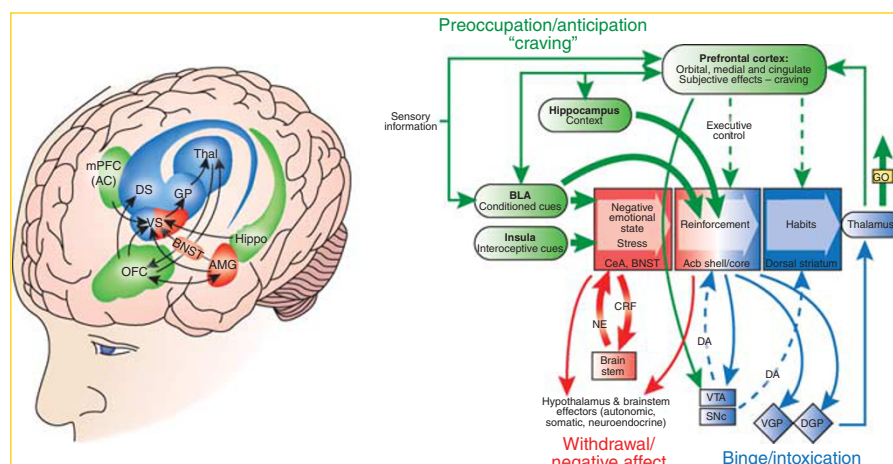 mPFC
(AC)
DS
Thal
GP
VS
BNST
Hippo
OFC
AMG
Preoccupation/anticipation
“craving”
Prefrontal cortex:
Orbital, medial and cingulate
Subjective effects – craving
Sensory
information
Hippocampus
Context
Executive
control
GO
BLA
Conditioned cues
Insula
Interoceptive cues
Negative
emotional
state
Stress
CeA, BNST
Reinforcement
Acb shell/core
Habits
Dorsal striatum
Thalamus
NE
CRF
Brain
stem
DA
DA
VTA
SNc
VGP
DGP
Hypothalamus & brainstem
effectors (autonomic,
somatic, neuroendocrine)
Withdrawal/
negative affect
Binge/intoxication